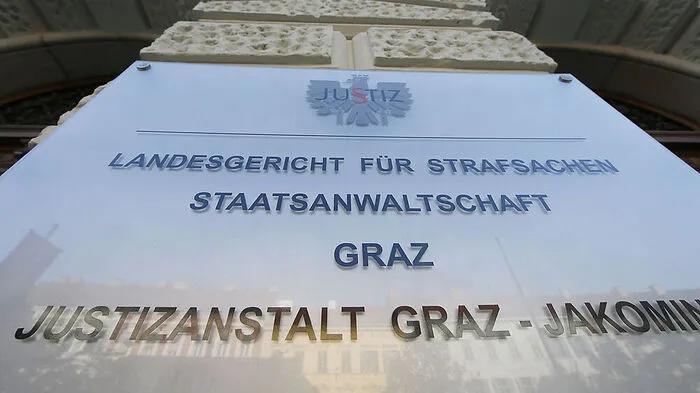 JUSTIZ
LANDESGERICHT FÜR STRAFSACHEN
STAATSANWALTSCHAFT
GRAZ
JUSTIZANSTALT GRAZ - JAKOMIN